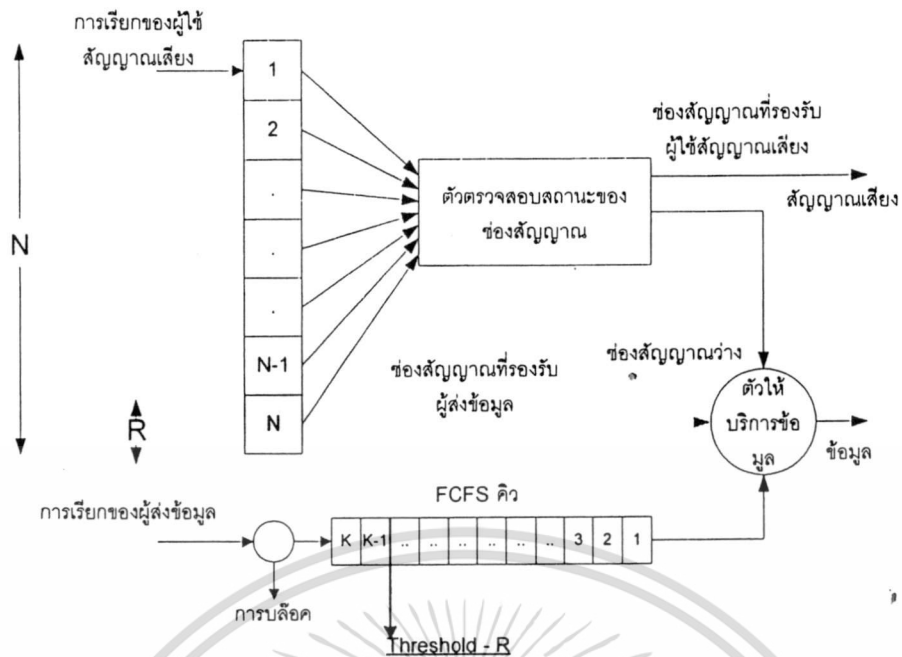 การเรียกของผู้ใช้
สัญญาณเสียง
1
2
.
.
.
N-1
N
N
R
ตัวตรวจสอบสถานะของ
ช่องสัญญาณ
ช่องสัญญาณที่รองรับ
ผู้ใช้สัญญาณเสียง
สัญญาณเสียง
ช่องสัญญาณที่รองรับ
ผู้ส่งข้อมูล
ช่องสัญญาณว่าง
ตัวให้
บริการข้อ
มูล
ข้อมูล
การเรียกของผู้ส่งข้อมูล
FCFS คิว
K K-1 .. .. .. .. .. .. 3 2 1
การบล๊อค
Threshold - R